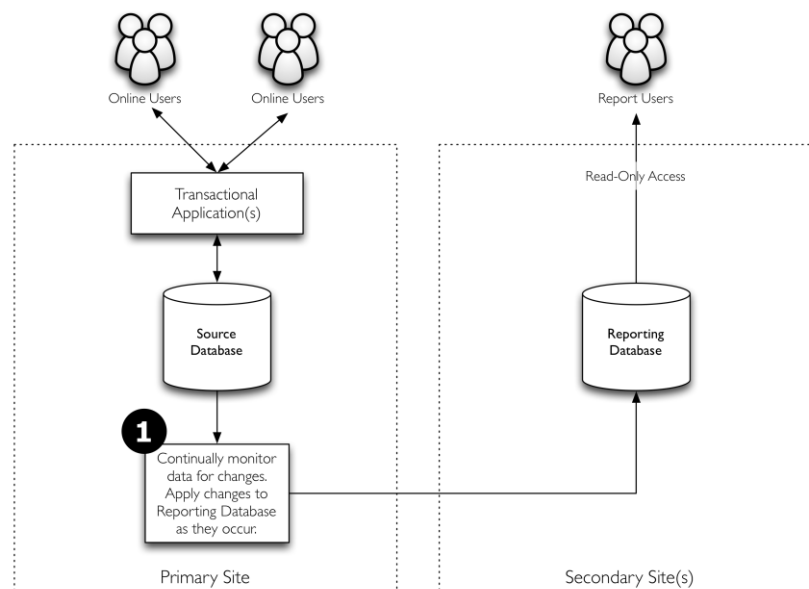 Online Users
Online Users
Report Users
Transactional
Application(s)
Read-Only Access
Source
Database
Reporting
Database
1
Continually monitor
data for changes.
Apply changes to
Reporting Database
as they occur.
Primary Site
Secondary Site(s)